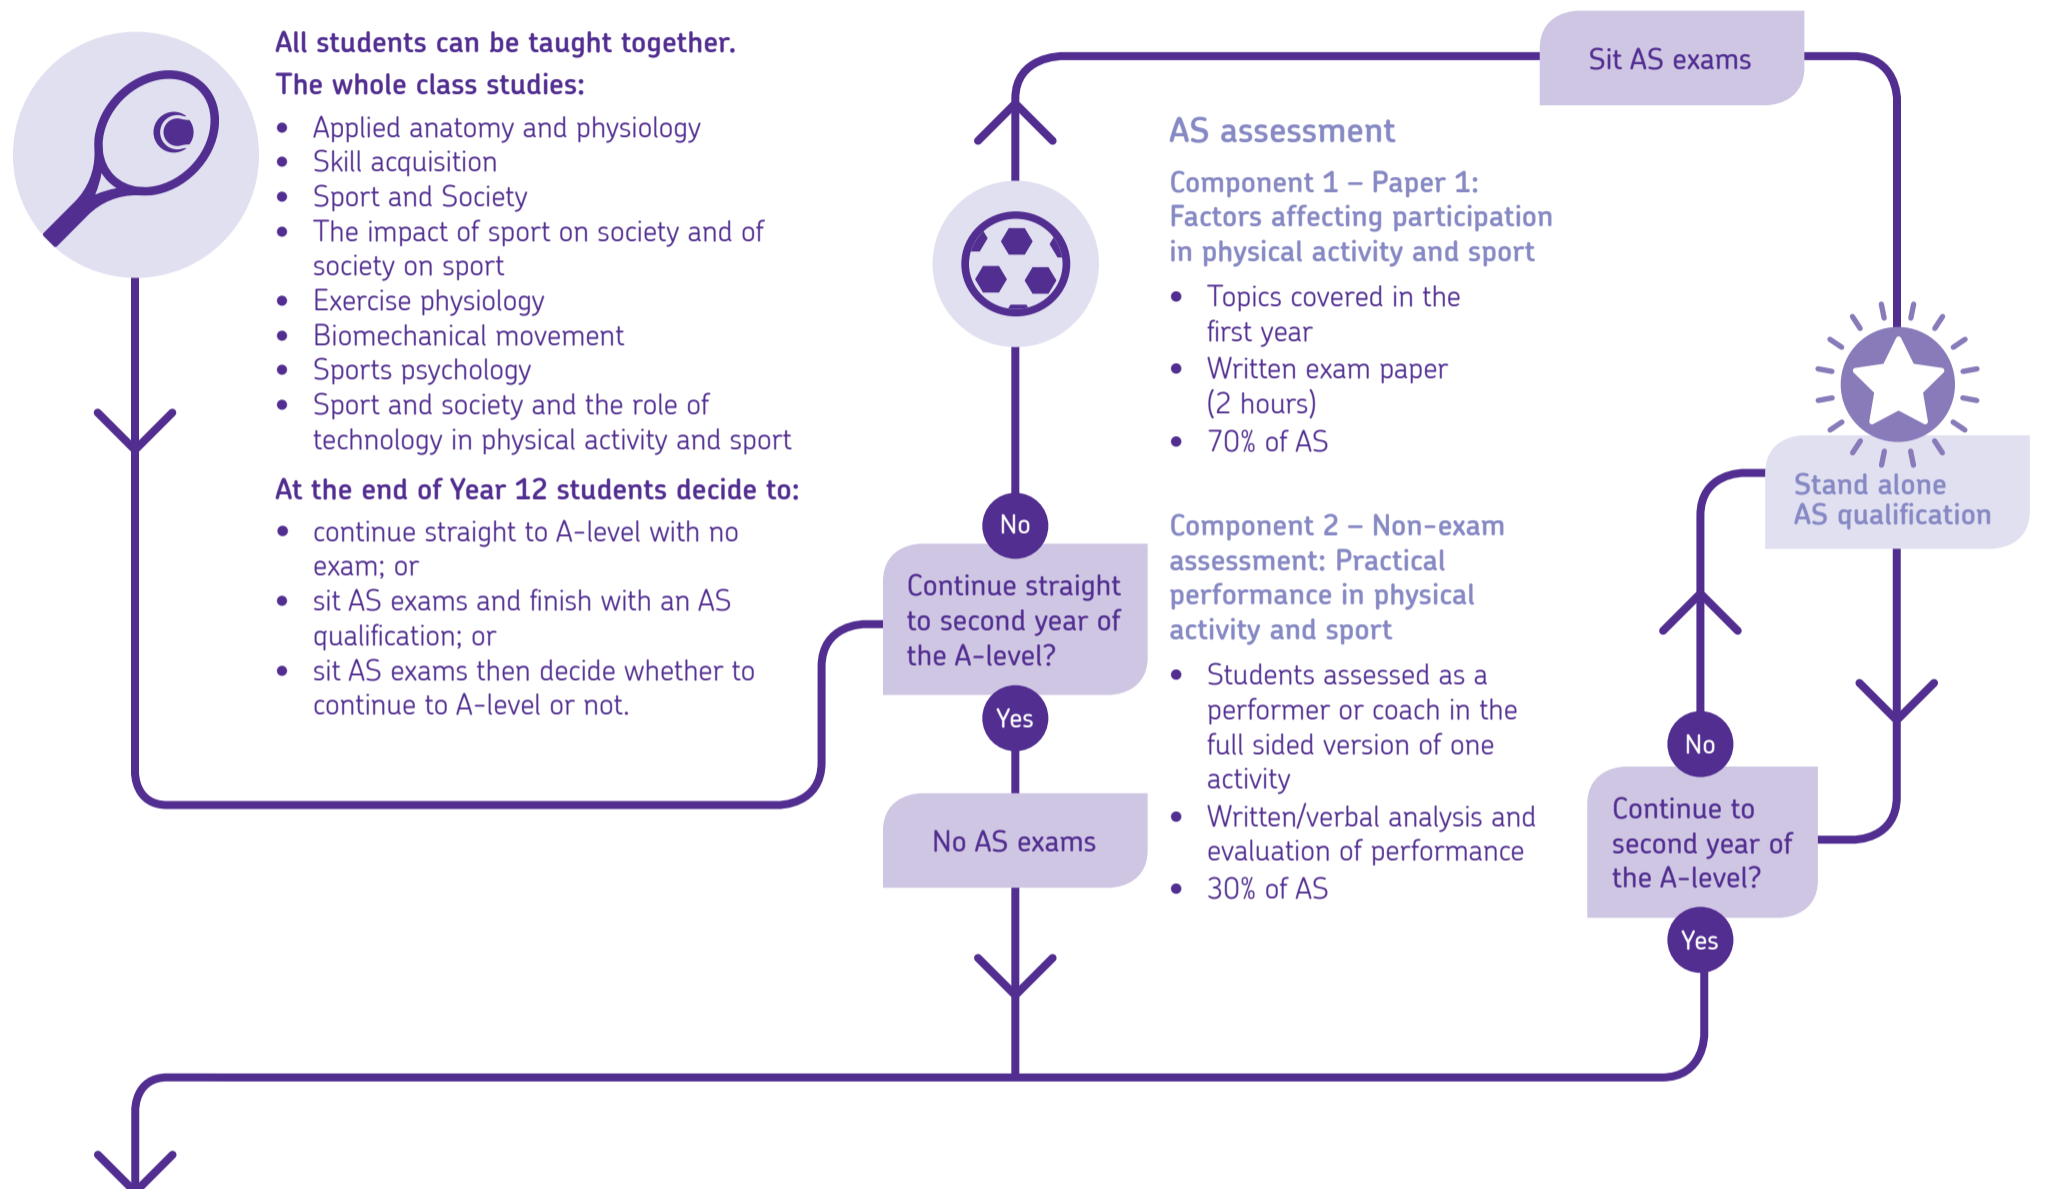 All students can be taught together.
The whole class studies:
• Applied anatomy and physiology
• Skill acquisition
• Sport and Society
• The impact of sport on society and of
society on sport
• Exercise physiology
• Biomechanical movement
• Sports psychology
• Sport and society and the role of
technology in physical activity and sport
At the end of Year 12 students decide to:
• continue straight to A-level with no
exam; or
• sit AS exams and finish with an AS
qualification; or
• sit AS exams then decide whether to
continue to A-level or not.
No
Continue straight
to second year of
the A-level?
Yes
No AS exams
Sit AS exams
AS assessment
Component 1 – Paper 1:
Factors affecting participation
in physical activity and sport
• Topics covered in the
first year
• Written exam paper
(2 hours)
• 70% of AS
Component 2 – Non-exam
assessment: Practical
performance in physical
activity and sport
• Students assessed as a
performer or coach in the
full sided version of one
activity
• Written/verbal analysis and
evaluation of performance
• 30% of AS
Stand alone
AS qualification
No
Continue to
second year of
the A-level?
Yes